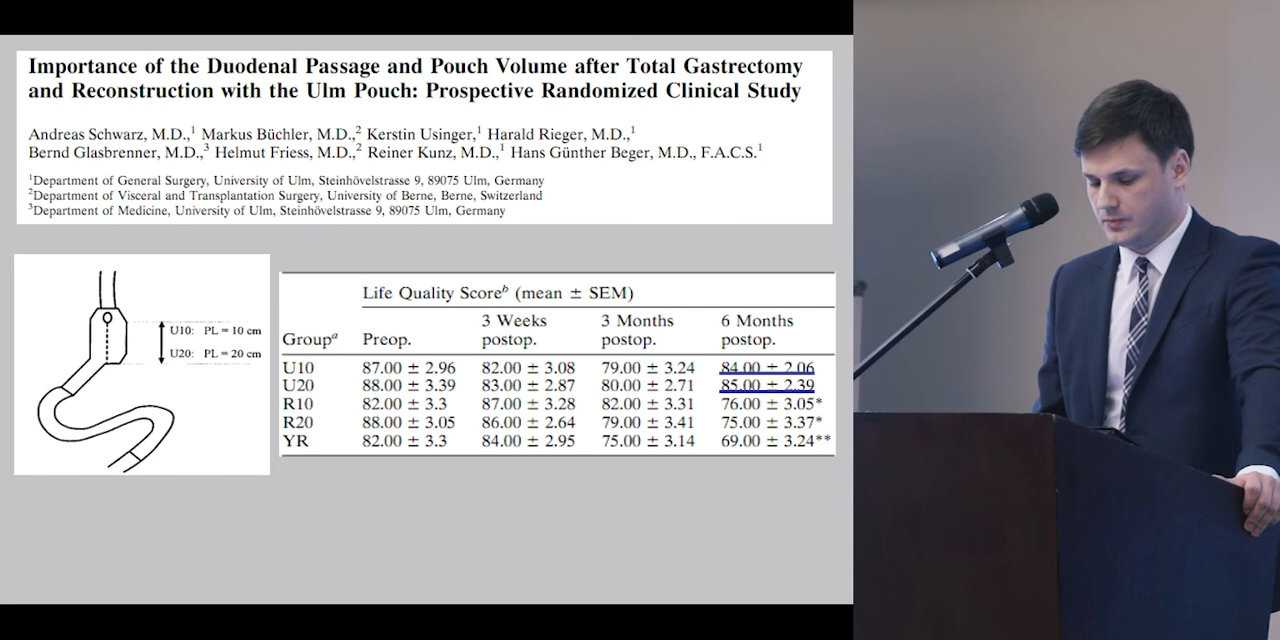 Importance of the Duodenal Passage and Pouch Volume after Total Gastrectomy
and Reconstruction with the Ulm Pouch: Prospective Randomized Clinical Study
Andreas Schwarz, M.D.,¹ Markus Büchler, M.D.,² Kerstin Usinger,¹ Harald Rieger, M.D.,¹
Bernd Glasbrenner, M.D.,³ Helmut Friess, M.D.,² Reiner Kunz, M.D.,¹ Hans Günther Beger, M.D., F.A.C.S.¹
¹Department of General Surgery, University of Ulm, Steinhövelstrasse 9, 89075 Ulm, Germany
²Department of Visceral and Transplantation Surgery, University of Berne, Berne, Switzerland
³Department of Medicine, University of Ulm, Steinhövelstrasse 9, 89075 Ulm, Germany
U10: PL = 10 cm
U20: PL = 20 cm
Life Quality Scoreᵇ (mean ± SEM)
3 Weeks 3 Months 6 Months
Groupᵃ Preop. postop. postop. postop.
U10 87.00 ± 2.96 82.00 ± 3.08 79.00 ± 3.24 84.00 ± 2.06
U20 88.00 ± 3.39 83.00 ± 2.87 80.00 ± 2.71 85.00 ± 2.39
R10 82.00 ± 3.3 87.00 ± 3.28 82.00 ± 3.31 76.00 ± 3.05*
R20 88.00 ± 3.05 86.00 ± 2.64 79.00 ± 3.41 75.00 ± 3.37*
YR 82.00 ± 3.3 84.00 ± 2.95 75.00 ± 3.14 69.00 ± 3.24**